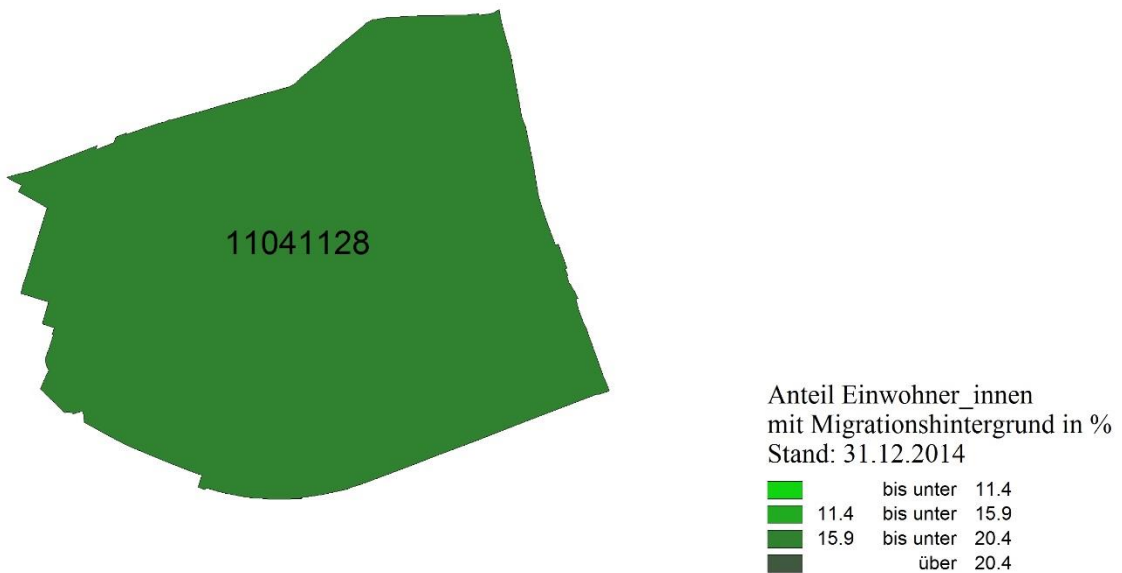 11041128
Anteil Einwohner_innen
mit Migrationshintergrund in %
Stand: 31.12.2014
bis unter 11.4
11.4 bis unter 15.9
15.9 bis unter 20.4
über 20.4